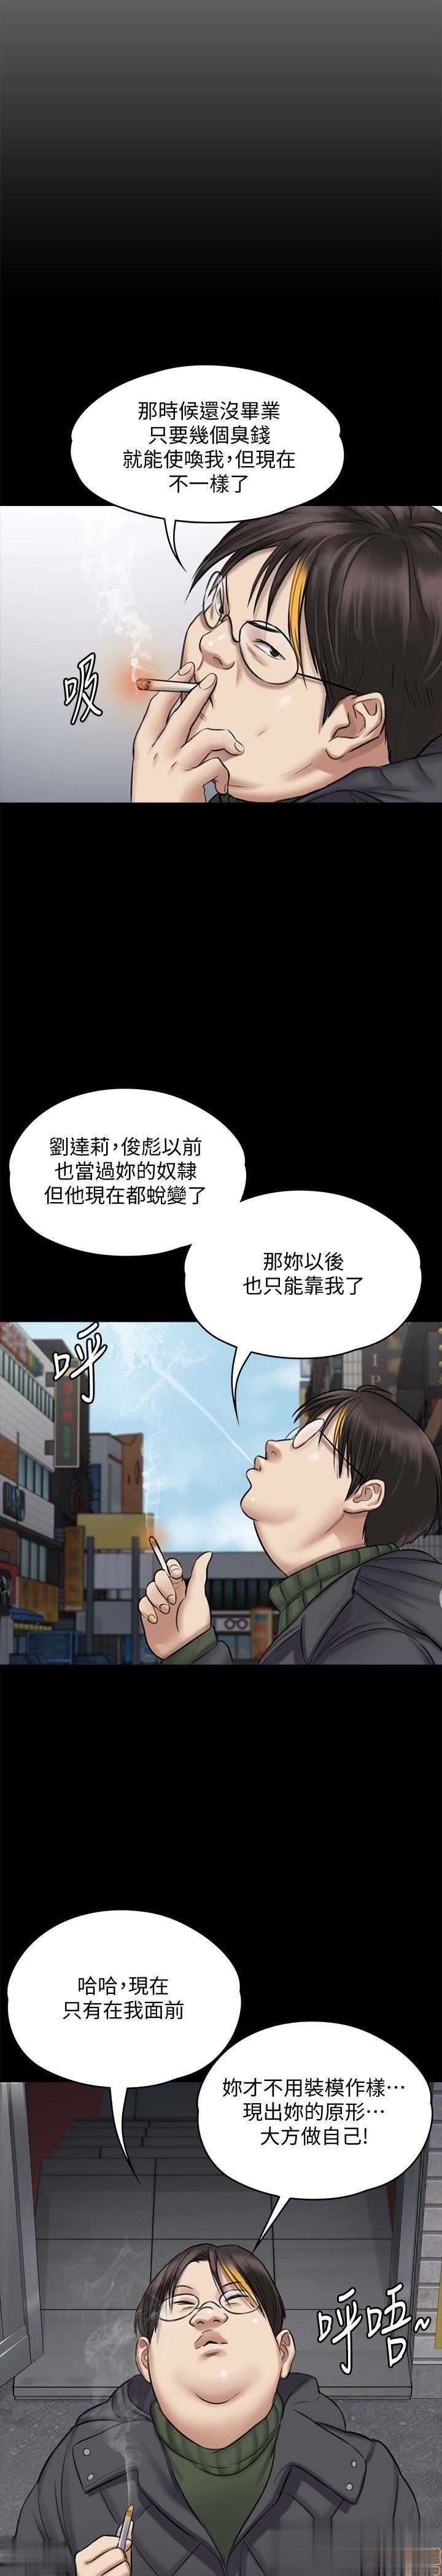 那時候還沒畢業
只要幾個臭錢
就能使喚我，但現在
不一樣了
吸
劉達莉，俊彪以前
也當過妳的奴隸
但他現在都蛻變了
那妳以後
也只能靠我了
呼
哈哈，現在
只有在我面前
妳才不用裝模作樣⋯
現出妳的原形⋯
大方做自己!
呼唔~